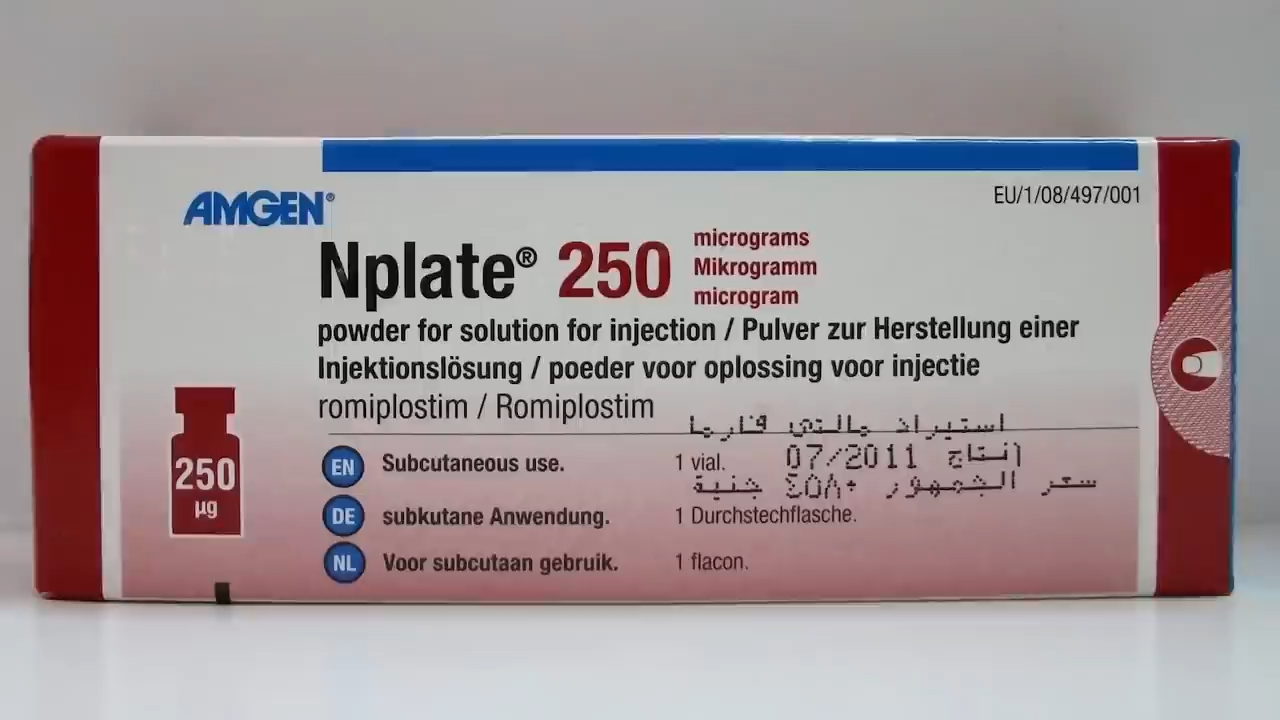 EU/1/08/497/001
AMGEN®
Nplate® 250 micrograms
Mikrogramm
microgram
powder for solution for injection / Pulver zur Herstellung einer
Injektionslösung / poeder voor oplossing voor injectie
romiplostim / Romiplostim
استيراد مالتى فارما
EN Subcutaneous use. 1 vial.
إنتاج 07/2011
سعر الجمهور ٤٥٨٠ جنية
DE subkutane Anwendung. 1 Durchstechflasche.
NL Voor subcutaan gebruik. 1 flacon.
250
µg